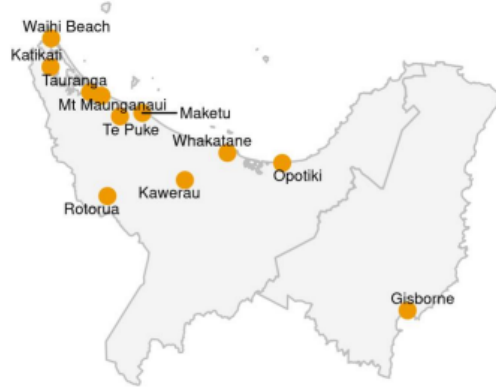 Waihi Beach
Katikati
Tauranga
Mt Maunganaui
Maketu
Te Puke
Whakatane
Opotiki
Kawerau
Rotorua
Gisborne